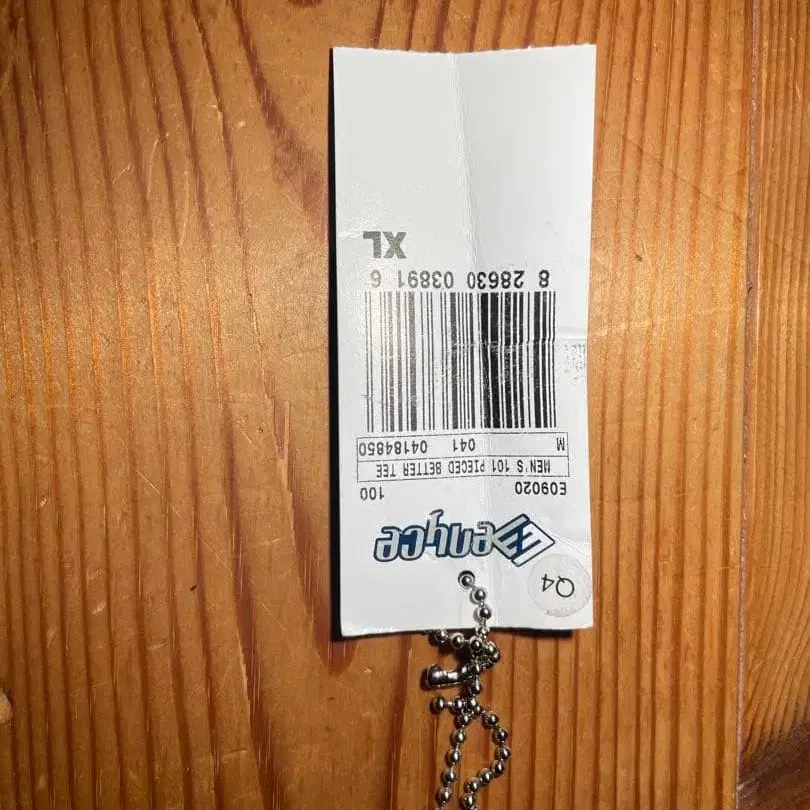 Q4
enyce
E09020 100
MEN'S 101 PIECED BETTER TEE
M 041 04184850
8 28630 03891 6
XL